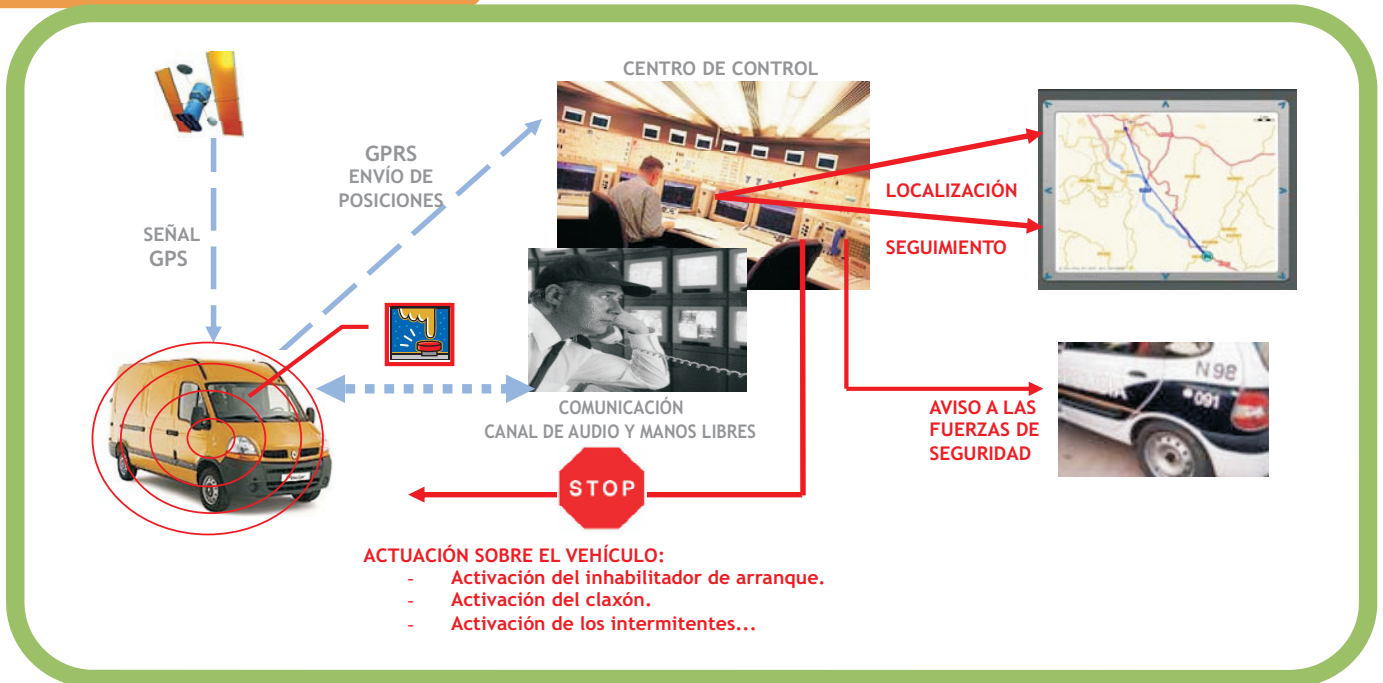 CENTRO DE CONTROL
GPRS
ENVÍO DE
POSICIONES
SEÑAL
GPS
LOCALIZACIÓN
SEGUIMIENTO
COMUNICACIÓN
CANAL DE AUDIO Y MANOS LIBRES
N 98
091
AVISO A LAS
FUERZAS DE
SEGURIDAD
STOP
ACTUACIÓN SOBRE EL VEHÍCULO:
- Activación del inhabilitador de arranque.
- Activación del claxón.
- Activación de los intermitentes...